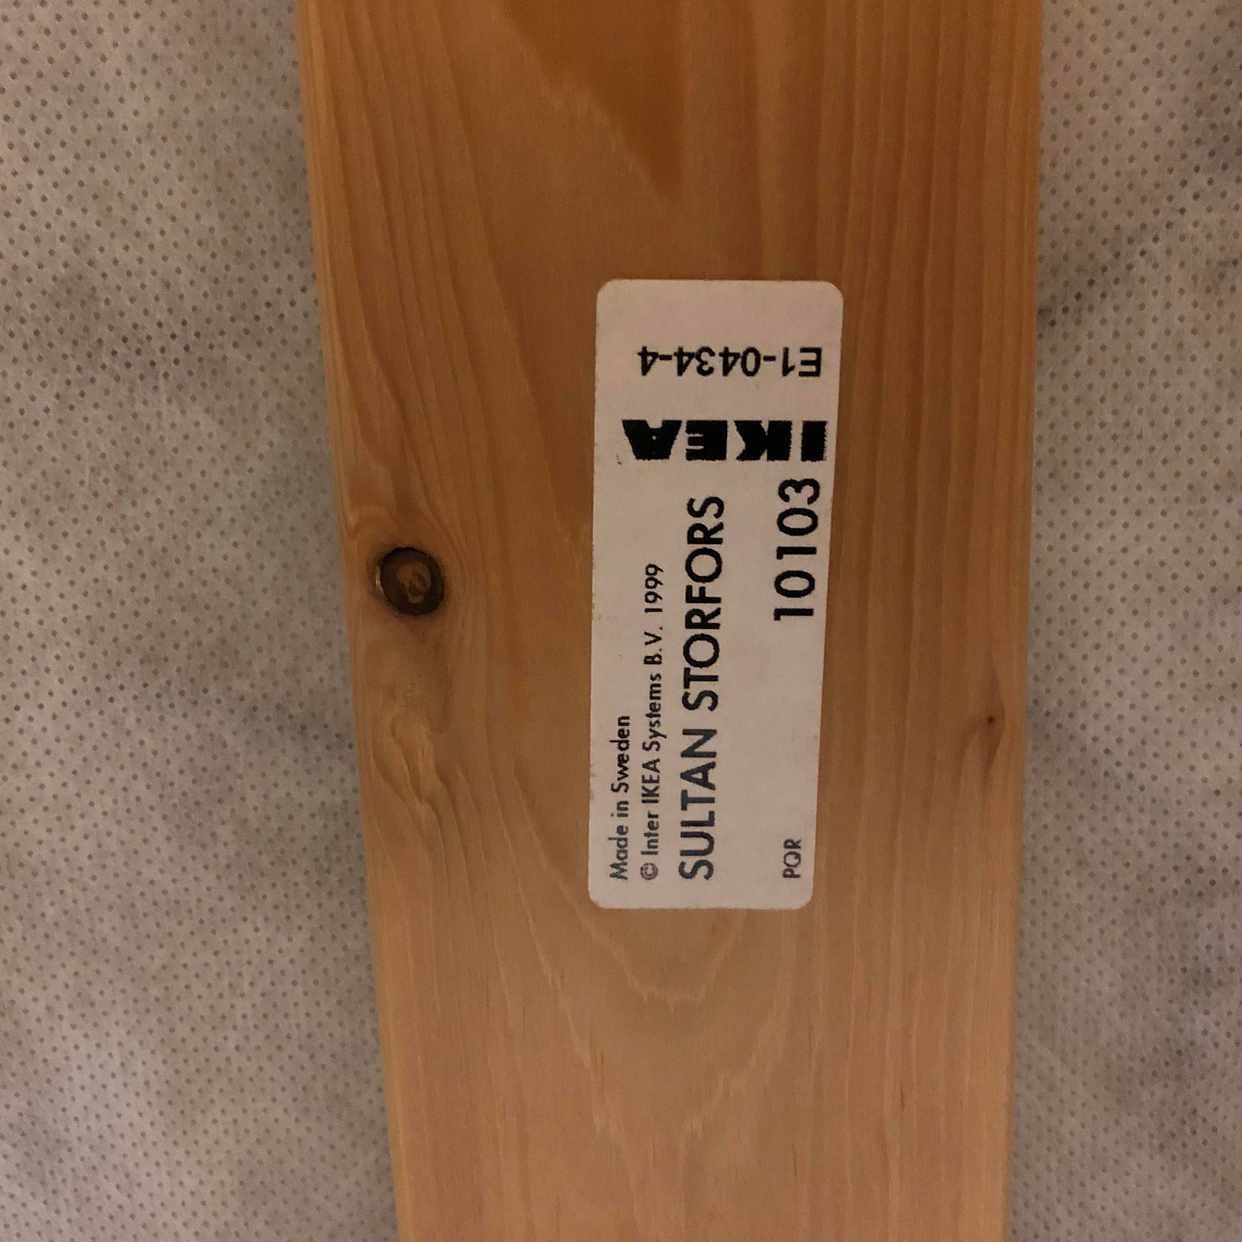 Made in Sweden
© Inter IKEA Systems B.V. 1999
SULTAN STORFORS
PQR
10103
IKEA
E1-0434-4